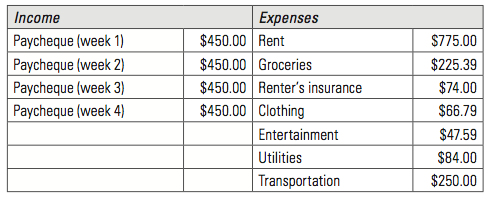 Income Expenses
Paycheque (week 1) $450.00 Rent $775.00
Paycheque (week 2) $450.00 Groceries $225.39
Paycheque (week 3) $450.00 Renter's insurance $74.00
Paycheque (week 4) $450.00 Clothing $66.79
Entertainment $47.59
Utilities $84.00
Transportation $250.00